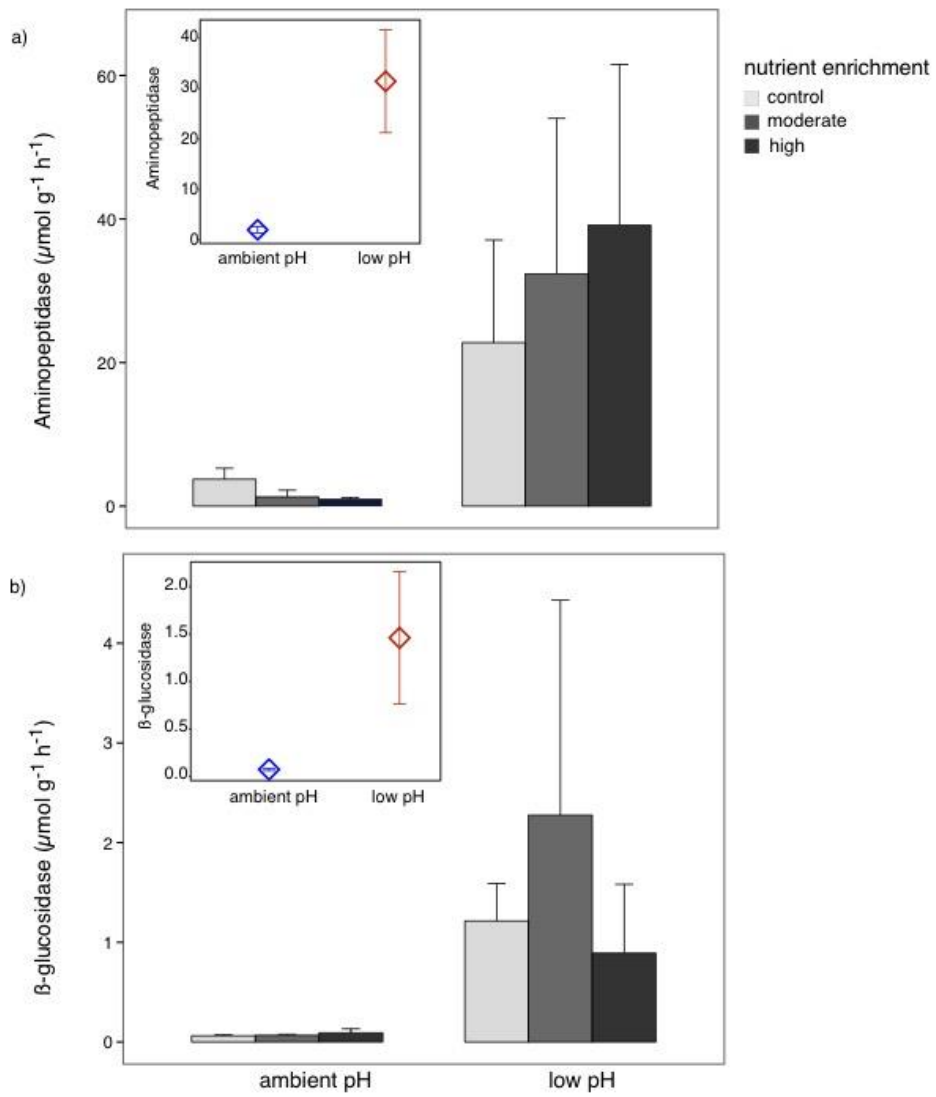 a)
Aminopeptidase (µmol g⁻¹ h⁻¹)
60
40
20
0
Aminopeptidase
40
30
20
10
0
ambient pH low pH
nutrient enrichment
control
moderate
high
b)
ß-glucosidase (µmol g⁻¹ h⁻¹)
4
3
2
1
0
ß-glucosidase
2.0
1.5
1.0
0.5
0.0
ambient pH low pH
ambient pH low pH